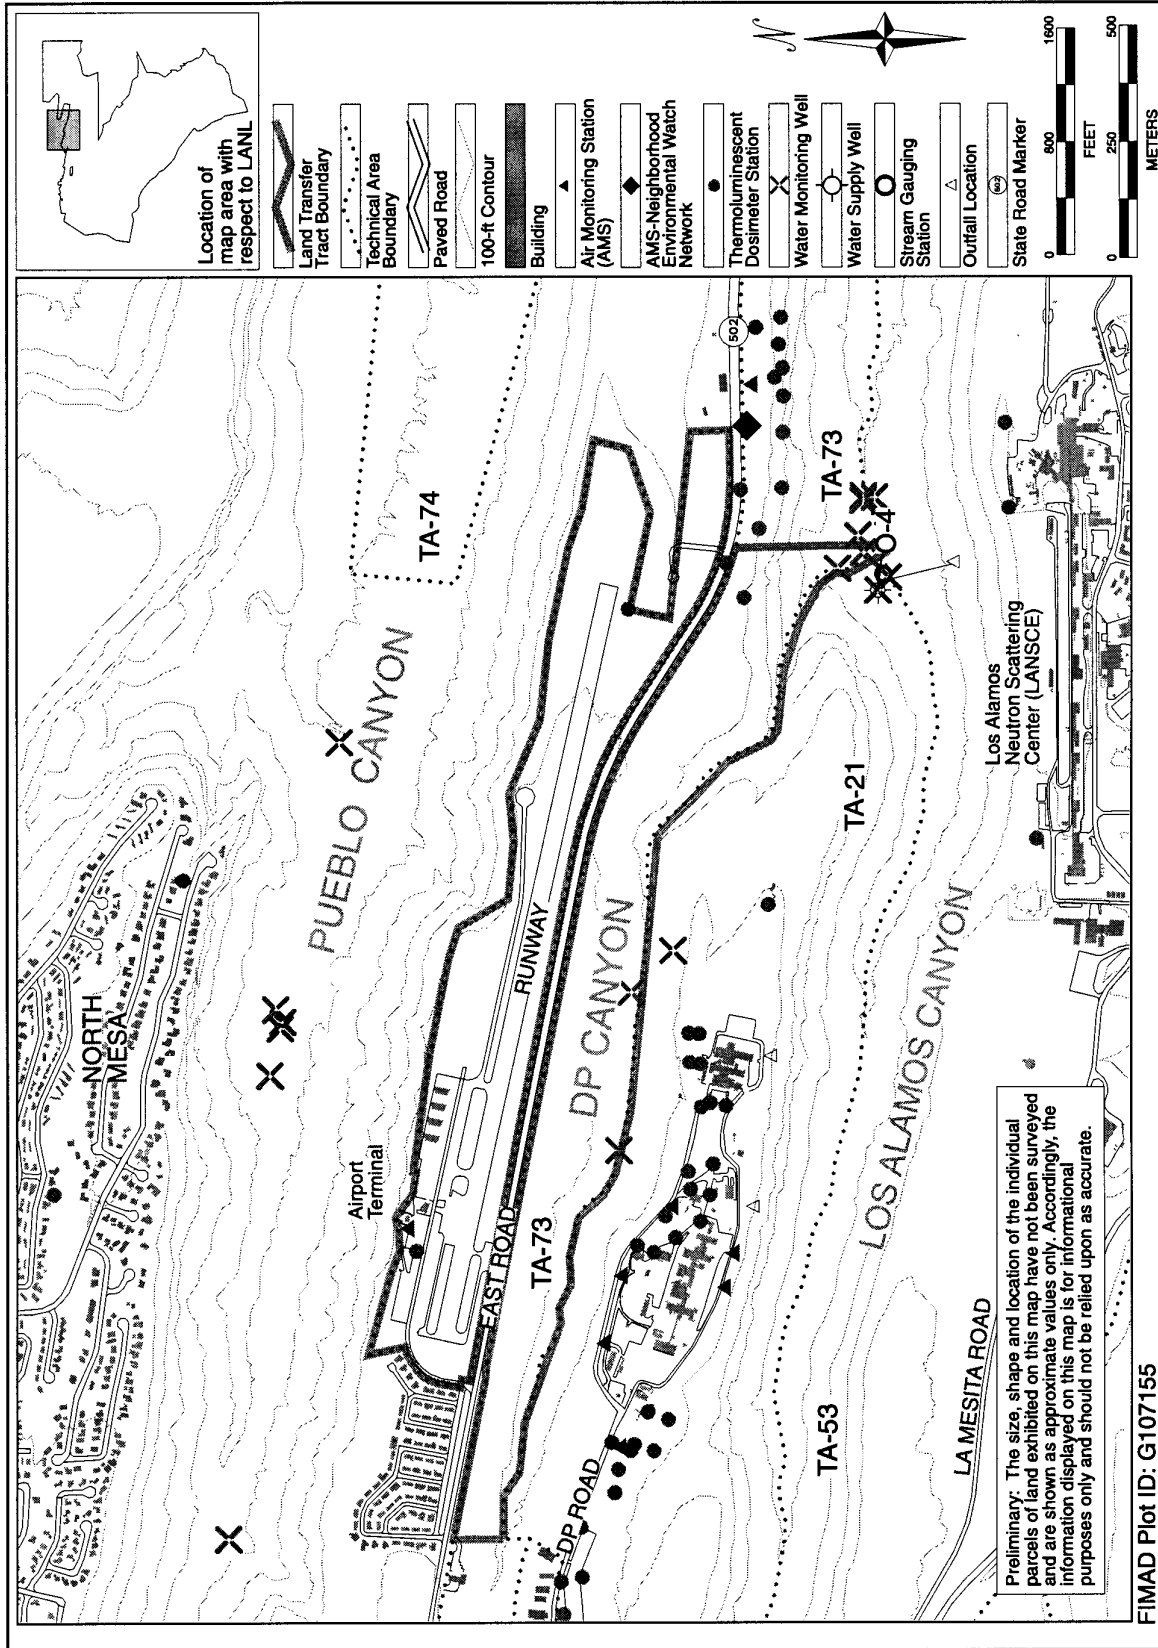 NORTH
MESA
PUEBLO CANYON
TA-74
Airport
Terminal
RUNWAY
EAST ROAD
TA-73
DP CANYON
502
TA-73
O-4
TA-21
DP ROAD
TA-53
LOS ALAMOS CANYON
LA MESITA ROAD
Los Alamos
Neutron Scattering
Center (LANSCE)
Preliminary: The size, shape and location of the individual
parcels of land exhibited on this map have not been surveyed
and are shown as approximate values only. Accordingly, the
information displayed on this map is for informational
purposes only and should not be relied upon as accurate.
FIMAD Plot ID: G107155
Location of
map area with
respect to LANL
Land Transfer
Tract Boundary
Technical Area
Boundary
Paved Road
100-ft Contour
Building
Air Monitoring Station
(AMS)
AMS-Neighborhood
Environmental Watch
Network
Thermoluminescent
Dosimeter Station
Water Monitoring Well
Water Supply Well
Stream Gauging
Station
Outfall Location
502
State Road Marker
N
0 800 1600
FEET
0 250 500
METERS